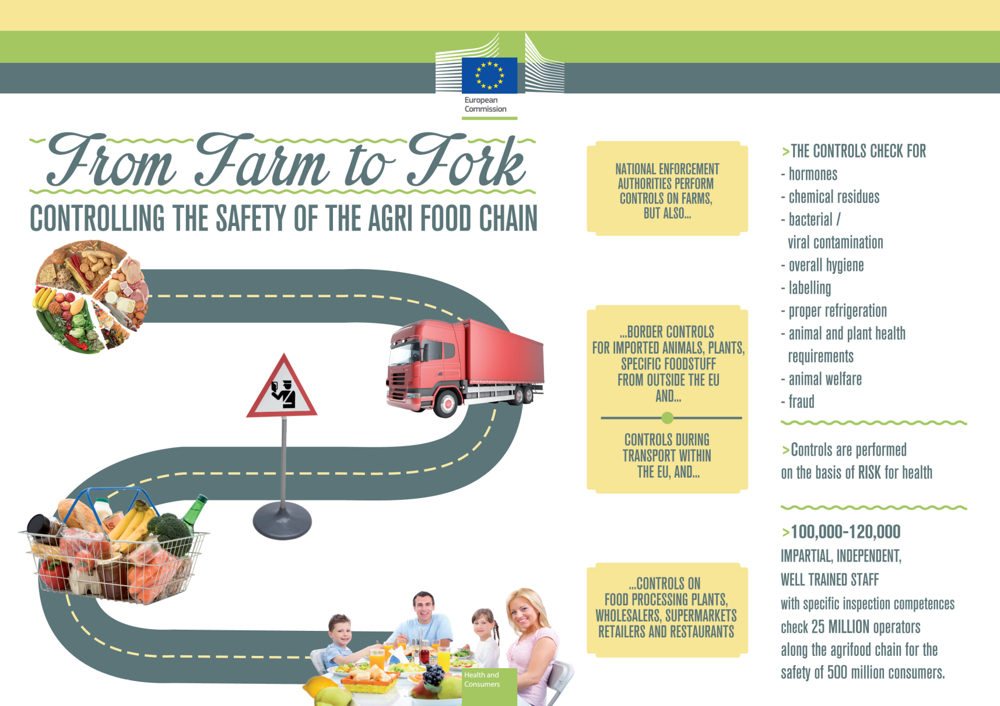 European
Commission
From Farm to Fork
CONTROLLING THE SAFETY OF THE AGRI FOOD CHAIN
NATIONAL ENFORCEMENT
AUTHORITIES PERFORM
CONTROLS ON FARMS,
BUT ALSO...
...BORDER CONTROLS
FOR IMPORTED ANIMALS, PLANTS,
SPECIFIC FOODSTUFF
FROM OUTSIDE THE EU
AND...
CONTROLS DURING
TRANSPORT WITHIN
THE EU, AND...
...CONTROLS ON
FOOD PROCESSING PLANTS,
WHOLESALERS, SUPERMARKETS
RETAILERS AND RESTAURANTS
>THE CONTROLS CHECK FOR
- hormones
- chemical residues
- bacterial /
viral contamination
- overall hygiene
- labelling
- proper refrigeration
- animal and plant health
requirements
- animal welfare
- fraud
>Controls are performed
on the basis of RISK for health
>100,000-120,000
IMPARTIAL, INDEPENDENT,
WELL TRAINED STAFF
with specific inspection competences
check 25 MILLION operators
along the agrifood chain for the
safety of 500 million consumers.
Health and
Consumers